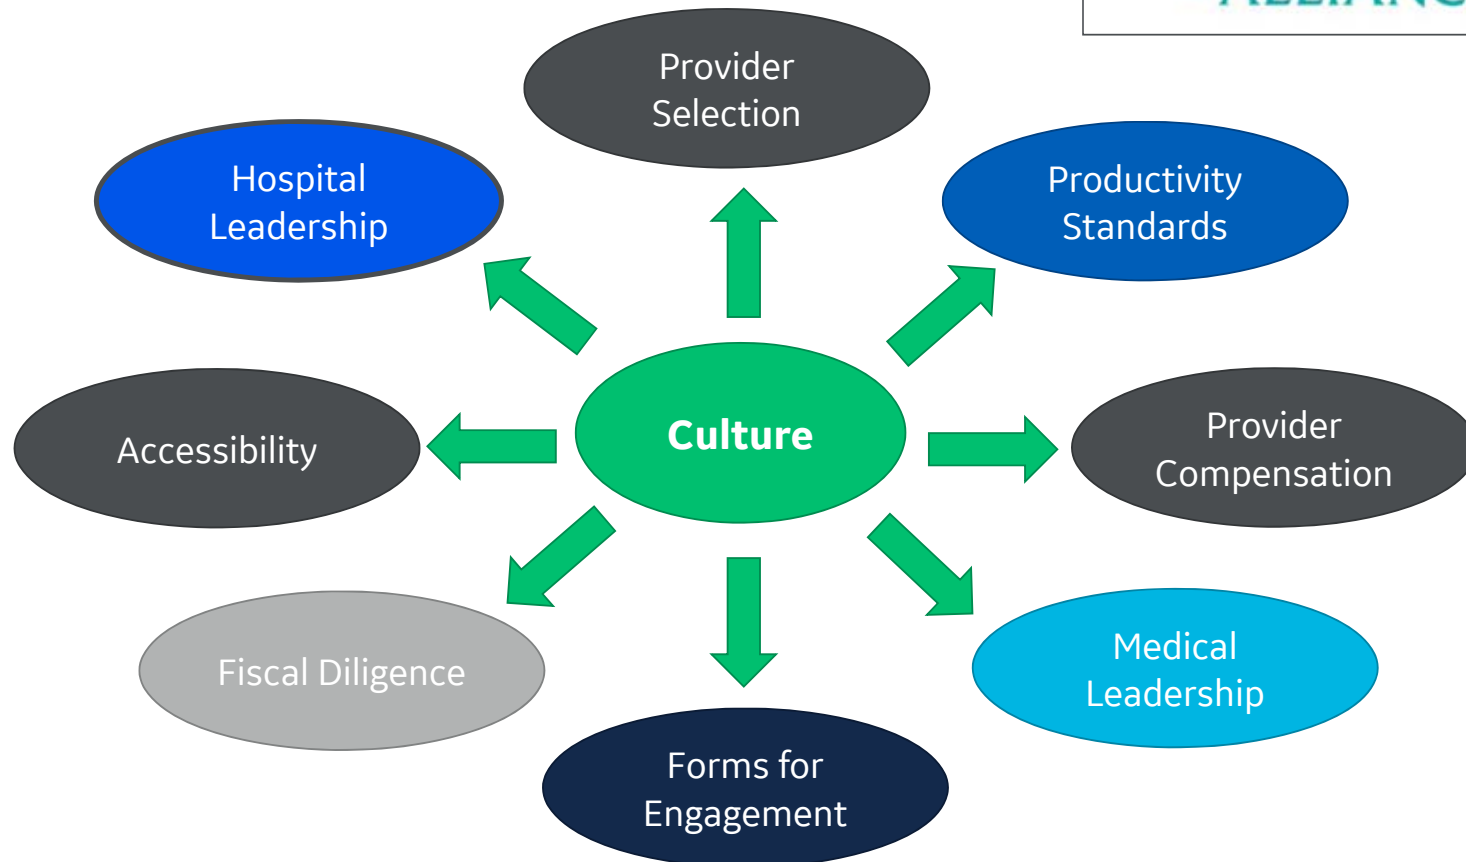 Provider
Selection
Hospital
Leadership
Productivity
Standards
Accessibility
Culture
Provider
Compensation
Fiscal Diligence
Medical
Leadership
Forms for
Engagement